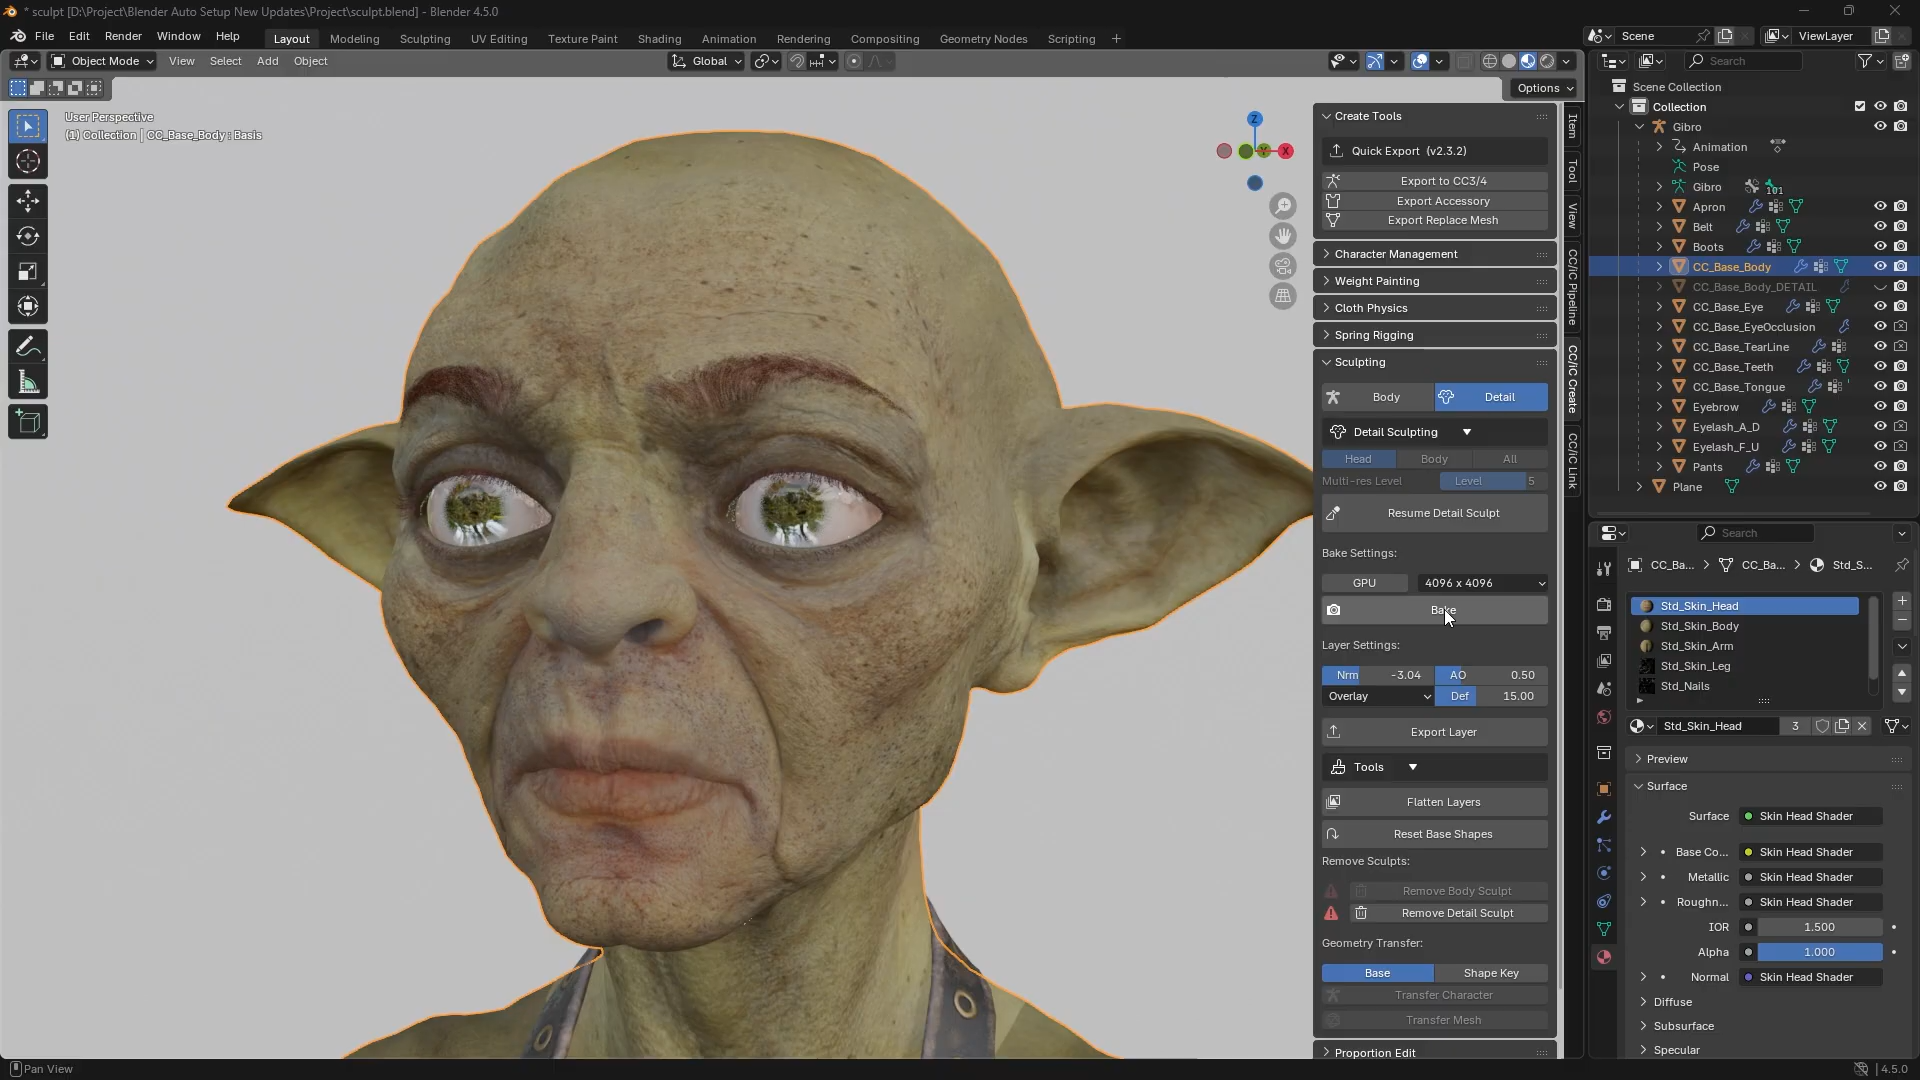 * sculpt [D:\Project\Blender Auto Setup New Updates\Project\sculpt.blend] - Blender 4.5.0
File Edit Render Window Help Layout Modeling Sculpting UV Editing Texture Paint Shading Animation Rendering Compositing Geometry Nodes Scripting + Scene ViewLayer
Object Mode View Select Add Object Global Search
Options
User Perspective
(1) Collection | CC_Base_Body : Basis
Z
X
Create Tools
Quick Export (v2.3.2)
Export to CC3/4
Export Accessory
Export Replace Mesh
Character Management
Weight Painting
Cloth Physics
Spring Rigging
Sculpting
Body Detail
Detail Sculpting
Head Body All
Multi-res Level Level 5
Resume Detail Sculpt
Bake Settings:
GPU 4096 x 4096
Bake
Layer Settings:
Nrm -3.04 AO 0.50
Overlay Def 15.00
Export Layer
Tools
Flatten Layers
Reset Base Shapes
Remove Sculpts:
Remove Body Sculpt
Remove Detail Sculpt
Geometry Transfer:
Base Shape Key
Transfer Character
Transfer Mesh
Proportion Edit
Item
Tool
View
CC/iC Pipeline
CC/iC Create
CC/iC Link
Scene Collection
Collection
Gibro
Animation
Pose
Gibro 101
Apron
Belt
Boots
CC_Base_Body
CC_Base_Body_DETAIL
CC_Base_Eye
CC_Base_EyeOcclusion
CC_Base_TearLine
CC_Base_Teeth
CC_Base_Tongue
Eyebrow
Eyelash_A_D
Eyelash_F_U
Pants
Plane
Search
CC_Ba... CC_Ba... Std_S...
Std_Skin_Head
Std_Skin_Body
Std_Skin_Arm
Std_Skin_Leg
Std_Nails
Std_Skin_Head 3
Preview
Surface
Surface Skin Head Shader
Base Co... Skin Head Shader
Metallic Skin Head Shader
Roughn... Skin Head Shader
IOR 1.500
Alpha 1.000
Normal Skin Head Shader
Diffuse
Subsurface
Specular
Pan View 4.5.0